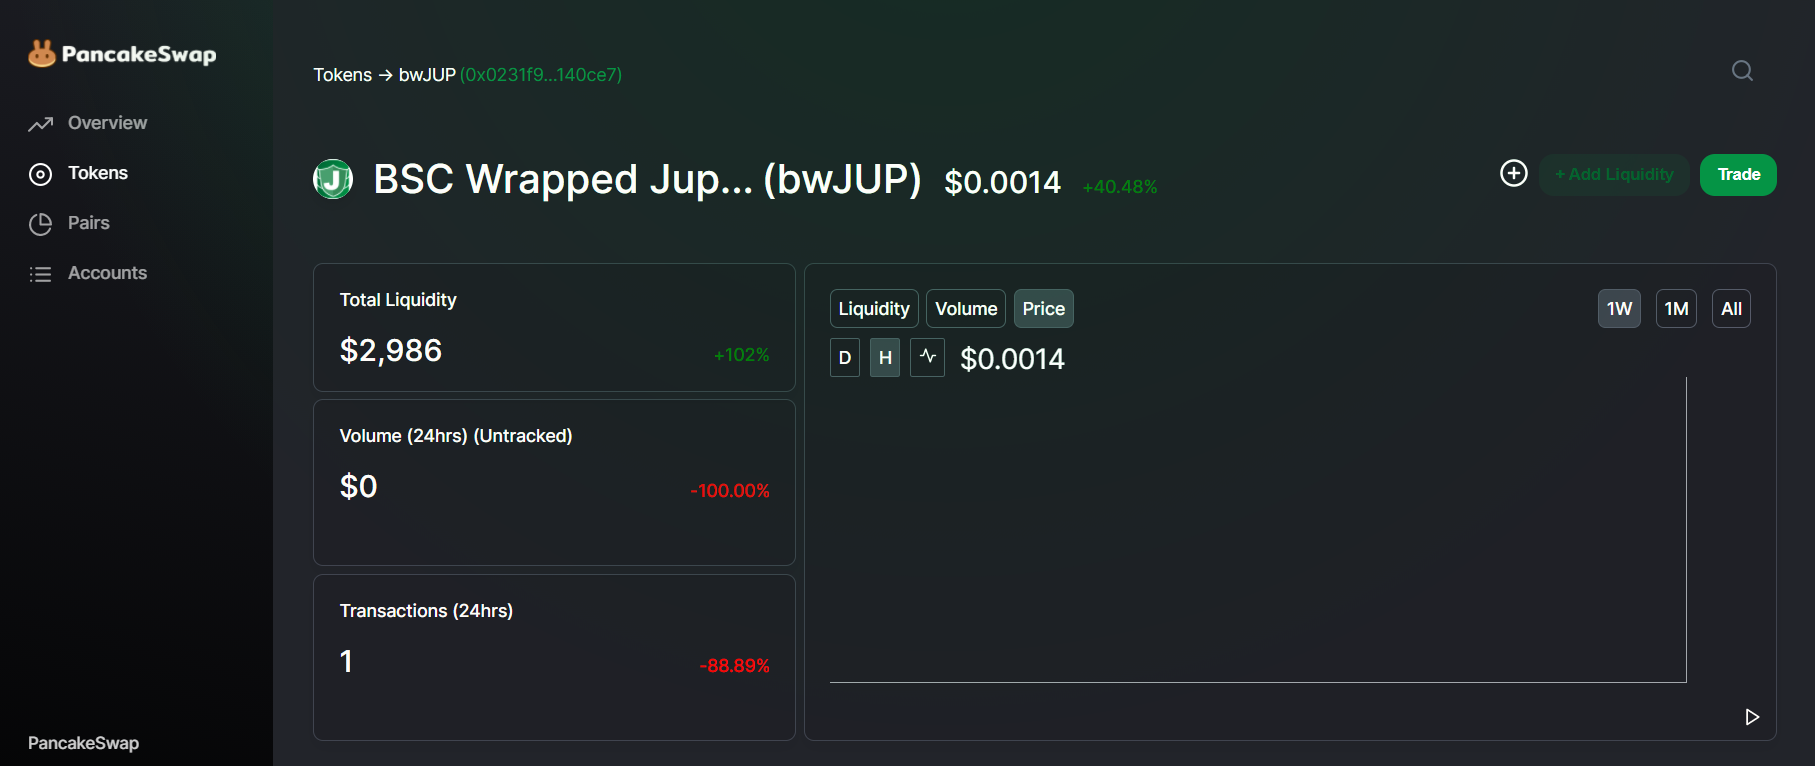 PancakeSwap
Overview
Tokens
Pairs
Accounts
PancakeSwap
Tokens → bwJUP (0x0231f9...140ce7)
J
BSC Wrapped Jup... (bwJUP) $0.0014 +40.48%
+ Add Liquidity
Trade
Total Liquidity
$2,986 +102%
Volume (24hrs) (Untracked)
$0 -100.00%
Transactions (24hrs)
1 -88.89%
Liquidity Volume Price
1W 1M All
D H $0.0014